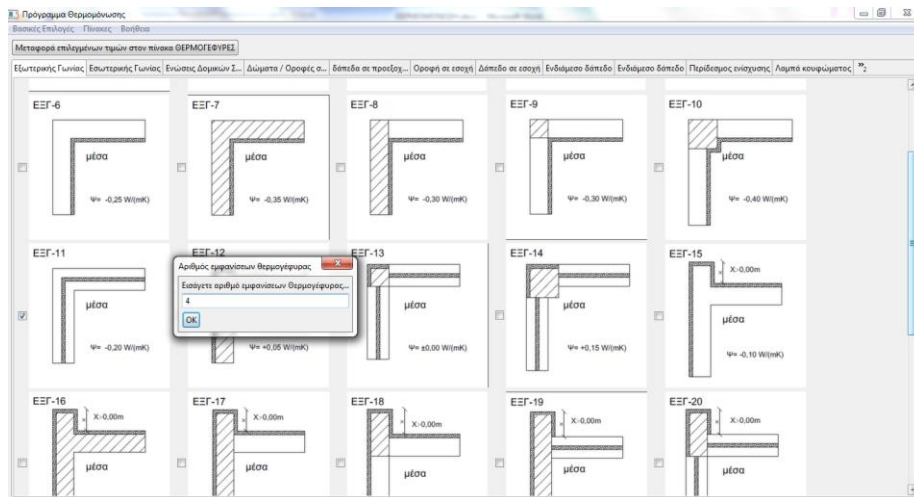 Πρόγραμμα Θερμομόνωσης
Βασικές Επιλογές Πίνακες Βοήθεια
Μεταφορά επιλεγμένων τιμών στον πίνακα ΘΕΡΜΟΓΕΦΥΡΕΣ
Εξωτερικής Γωνίας Εσωτερικής Γωνίας Ενώσεις Δομικών Σ... Δώματα / Οροφές σ... δάπεδα σε προεξοχ... Οροφή σε εσοχή Δάπεδο σε εσοχή Ενδιάμεσο δάπεδο Ενδιάμεσο δάπεδο Περίδεσμος ενίσχυσης Λαμπά κουφώματος "2
ΕΞΓ-6 ΕΞΓ-7 ΕΞΓ-8 ΕΞΓ-9 ΕΞΓ-10
μέσα μέσα μέσα μέσα μέσα
Ψ= -0,25 W/(mK) Ψ= -0,35 W/(mK) Ψ= -0,30 W/(mK) Ψ= -0,30 W/(mK) Ψ= -0,40 W/(mK)
ΕΞΓ-11 ΕΞΓ-12 ΕΞΓ-13 ΕΞΓ-14 ΕΞΓ-15
Αριθμός εμφανίσεων θερμογέφυρας
Εισάγετε αριθμό εμφανίσεων Θερμογέφυρας...
4
OK
X:-0,00m
x
μέσα μέσα μέσα μέσα
Ψ= -0,20 W/(mK) Ψ= +0,05 W/(mK) Ψ= ±0,00 W/(mK) Ψ= +0,15 W/(mK) Ψ= -0,10 W/(mK)
ΕΞΓ-16 ΕΞΓ-17 ΕΞΓ-18 ΕΞΓ-19 ΕΞΓ-20
x X:-0,00m x X:-0,00m x X:-0,00m x X:-0,00m x X:-0,00m
μέσα μέσα μέσα μέσα μέσα